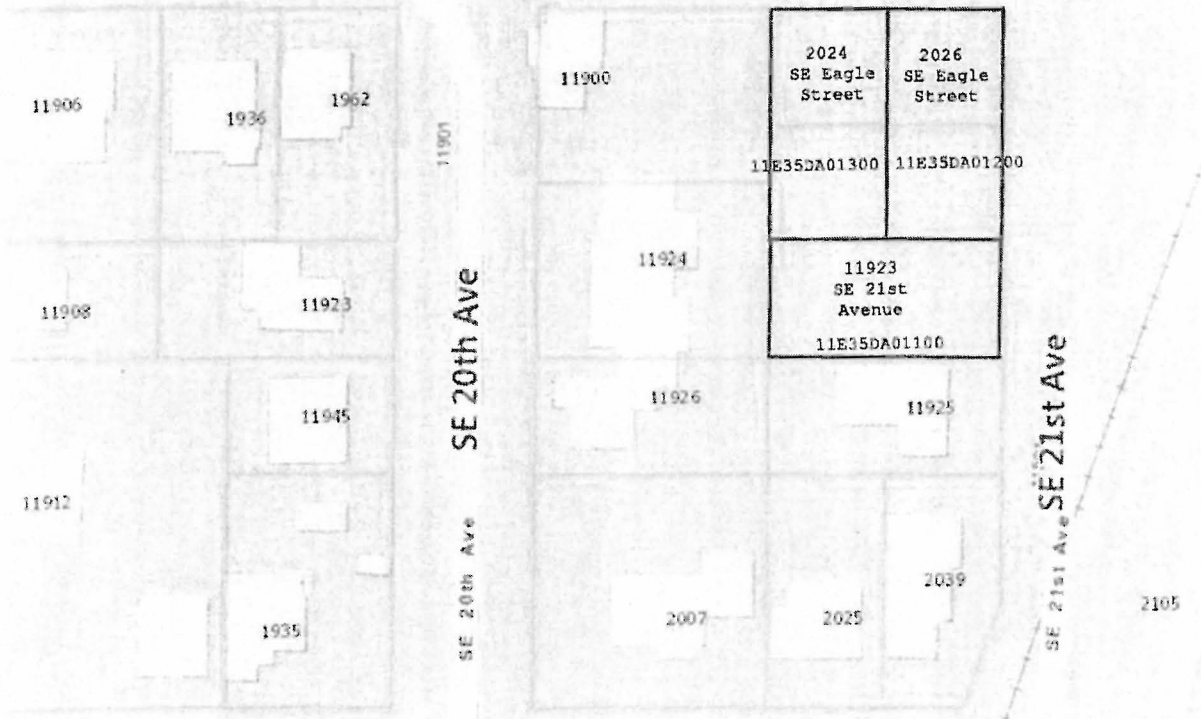 2024
SE Eagle
Street
2026
SE Eagle
Street
11906
1936
1962
11900
11901
11E35DA01300
11E35DA01200
11924
11923
SE 21st
Avenue
11E35DA01100
11908
11923
SE 20th Ave
SE 21st Ave
11945
11926
11925
11912
SE 20th Ave
SE 21st Ave
1935
2007
2025
2039
2105